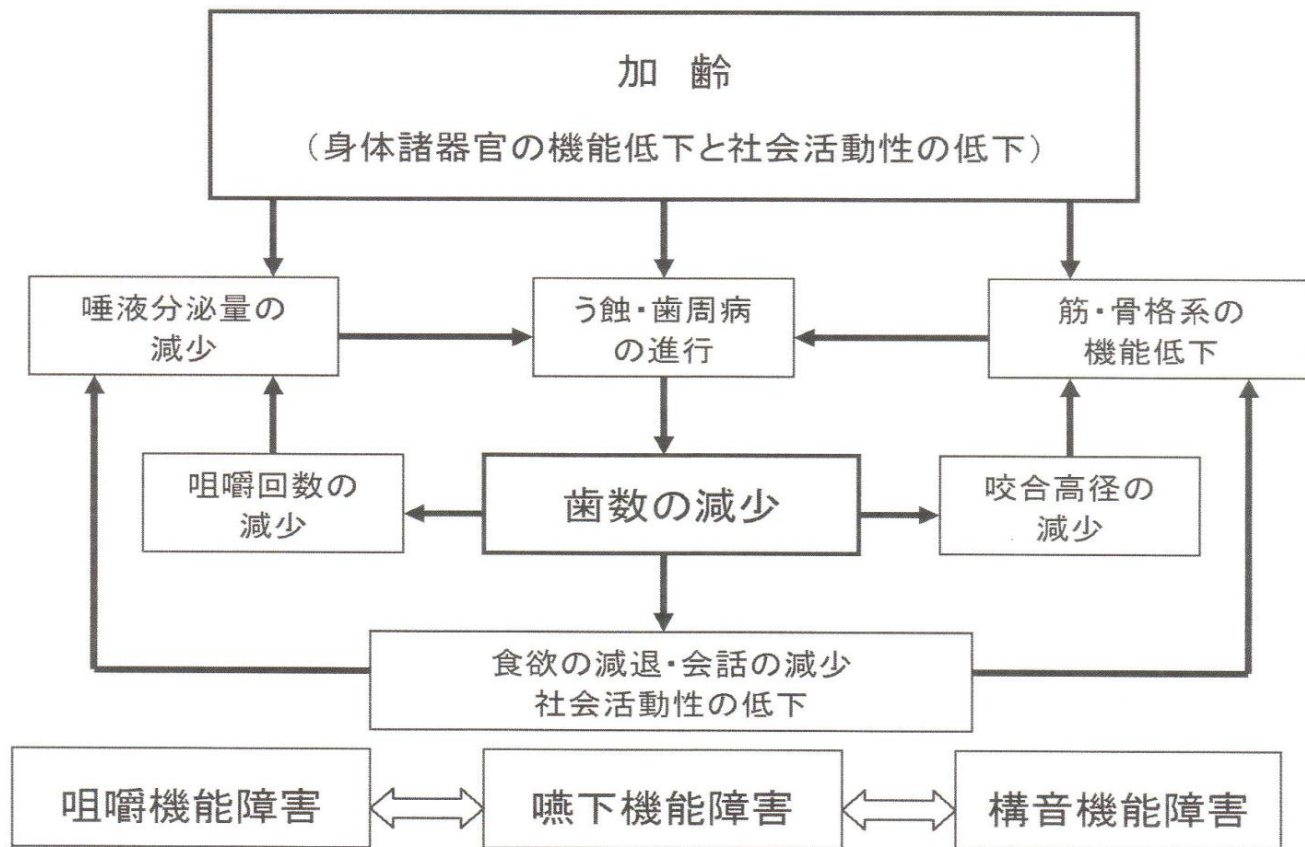 加 齢
（身体諸器官の機能低下と社会活動性の低下）
唾液分泌量の
減少
う蝕・歯周病
の進行
筋・骨格系の
機能低下
咀嚼回数の
減少
歯数の減少
咬合高径の
減少
食欲の減退・会話の減少
社会活動性の低下
咀嚼機能障害
嚥下機能障害
構音機能障害